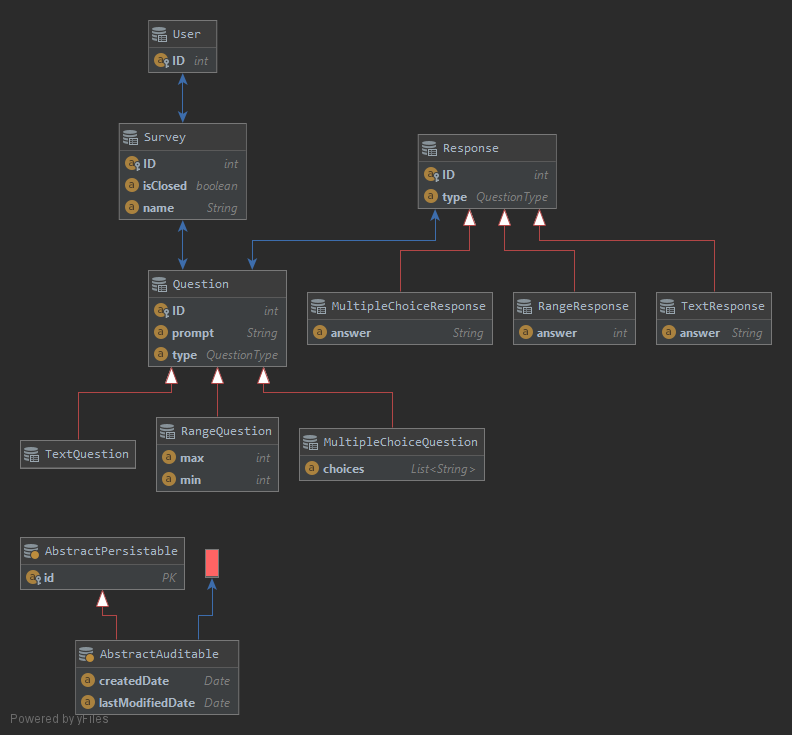 User
ID int
Survey
ID int
isClosed boolean
name String
Response
ID int
type QuestionType
Question
ID int
prompt String
type QuestionType
MultipleChoiceResponse
answer String
RangeResponse
answer int
TextResponse
answer String
TextQuestion
RangeQuestion
max int
min int
MultipleChoiceQuestion
choices List<String>
AbstractPersistable
id PK
AbstractAuditable
createdDate Date
lastModifiedDate Date
Powered by yFiles